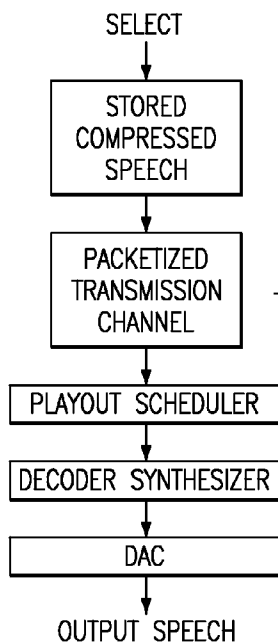 SELECT
STORED
COMPRESSED
SPEECH
PACKETIZED
TRANSMISSION
CHANNEL
PLAYOUT SCHEDULER
DECODER SYNTHESIZER
DAC
OUTPUT SPEECH